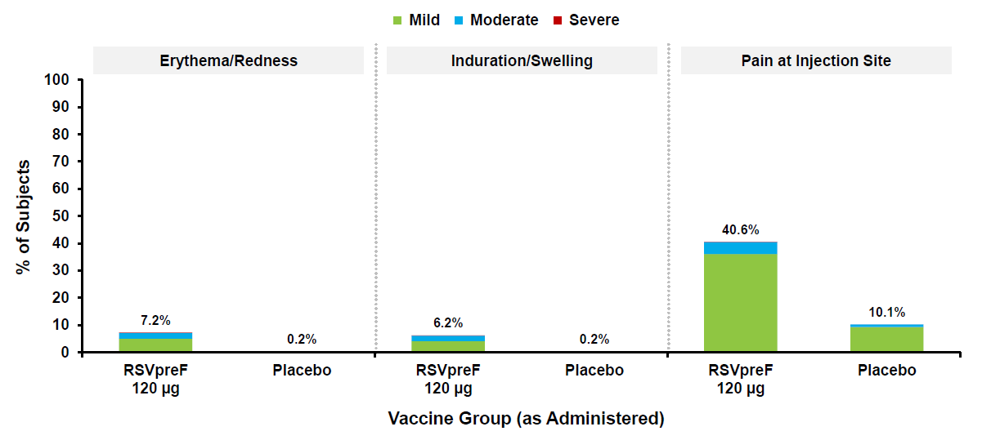 Mild Moderate Severe
Erythema/Redness Induration/Swelling Pain at Injection Site
% of Subjects
100
90
80
70
60
50
40
30
20
10
0
7.2% 0.2% 6.2% 0.2% 40.6% 10.1%
RSVpreF Placebo RSVpreF Placebo RSVpreF Placebo
120 µg 120 µg 120 µg
Vaccine Group (as Administered)